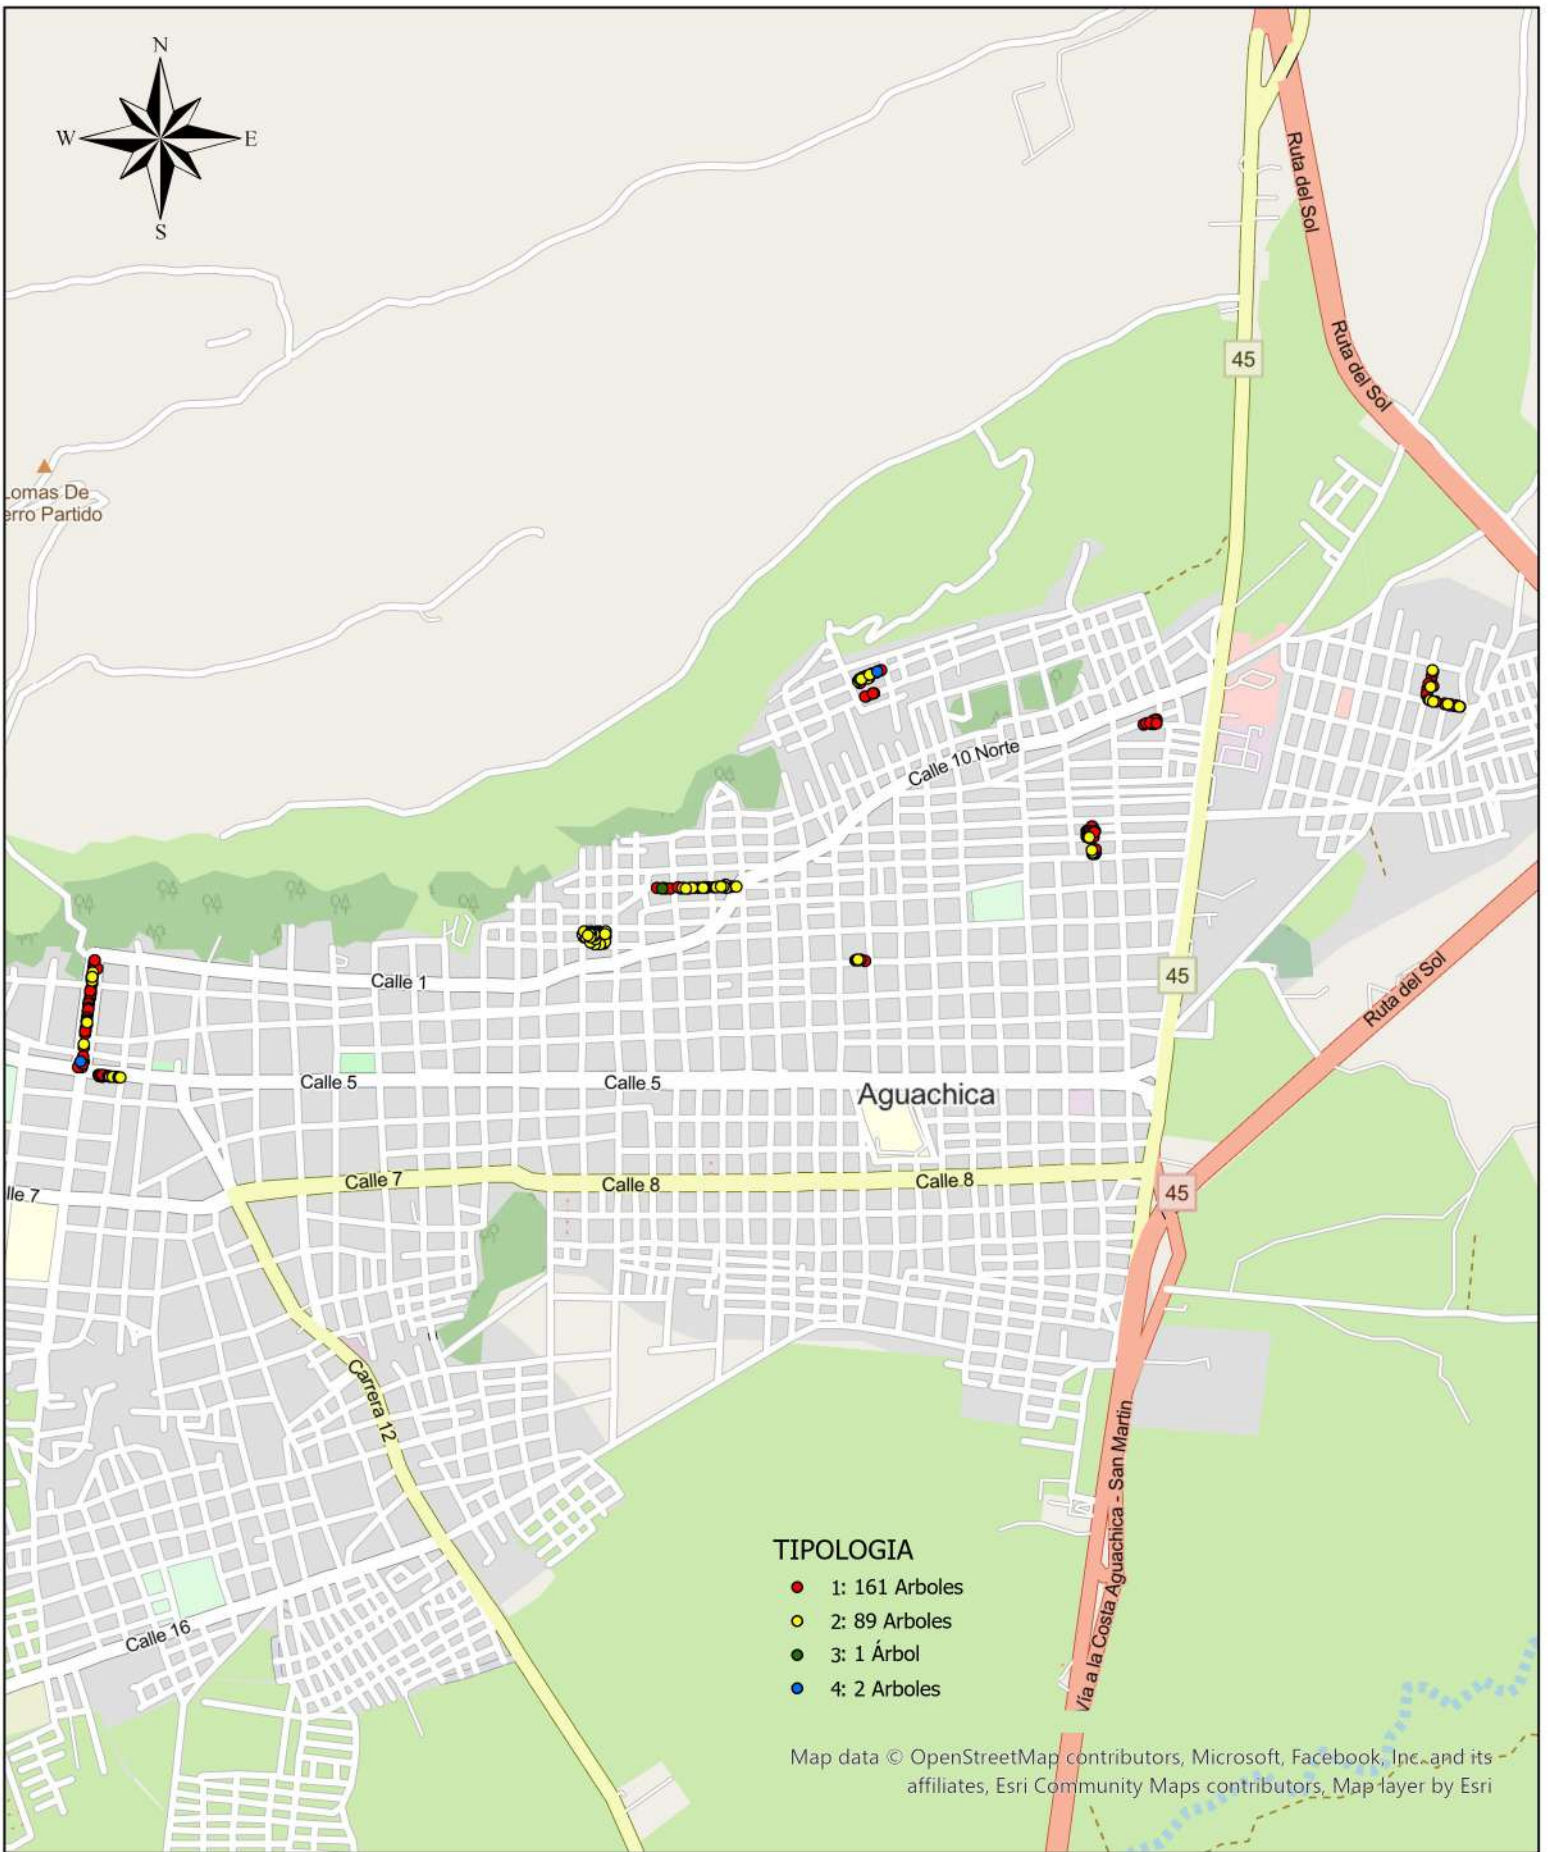 N
W
E
S
Ruta del Sol
Ruta del Sol
45
Lomas De
erro Partido
Calle 10 Norte
45
Calle 1
Ruta del Sol
Calle 5
Calle 5
Aguachica
lle 7
Calle 7
Calle 8
Calle 8
45
Carrera 12
Vía a la Costa Aguachica - San Martin
Calle 16
TIPOLOGIA
1: 161 Arboles
2: 89 Arboles
3: 1 Árbol
4: 2 Arboles
Map data © OpenStreetMap contributors, Microsoft, Facebook, Inc. and its
affiliates, Esri Community Maps contributors, Map layer by Esri